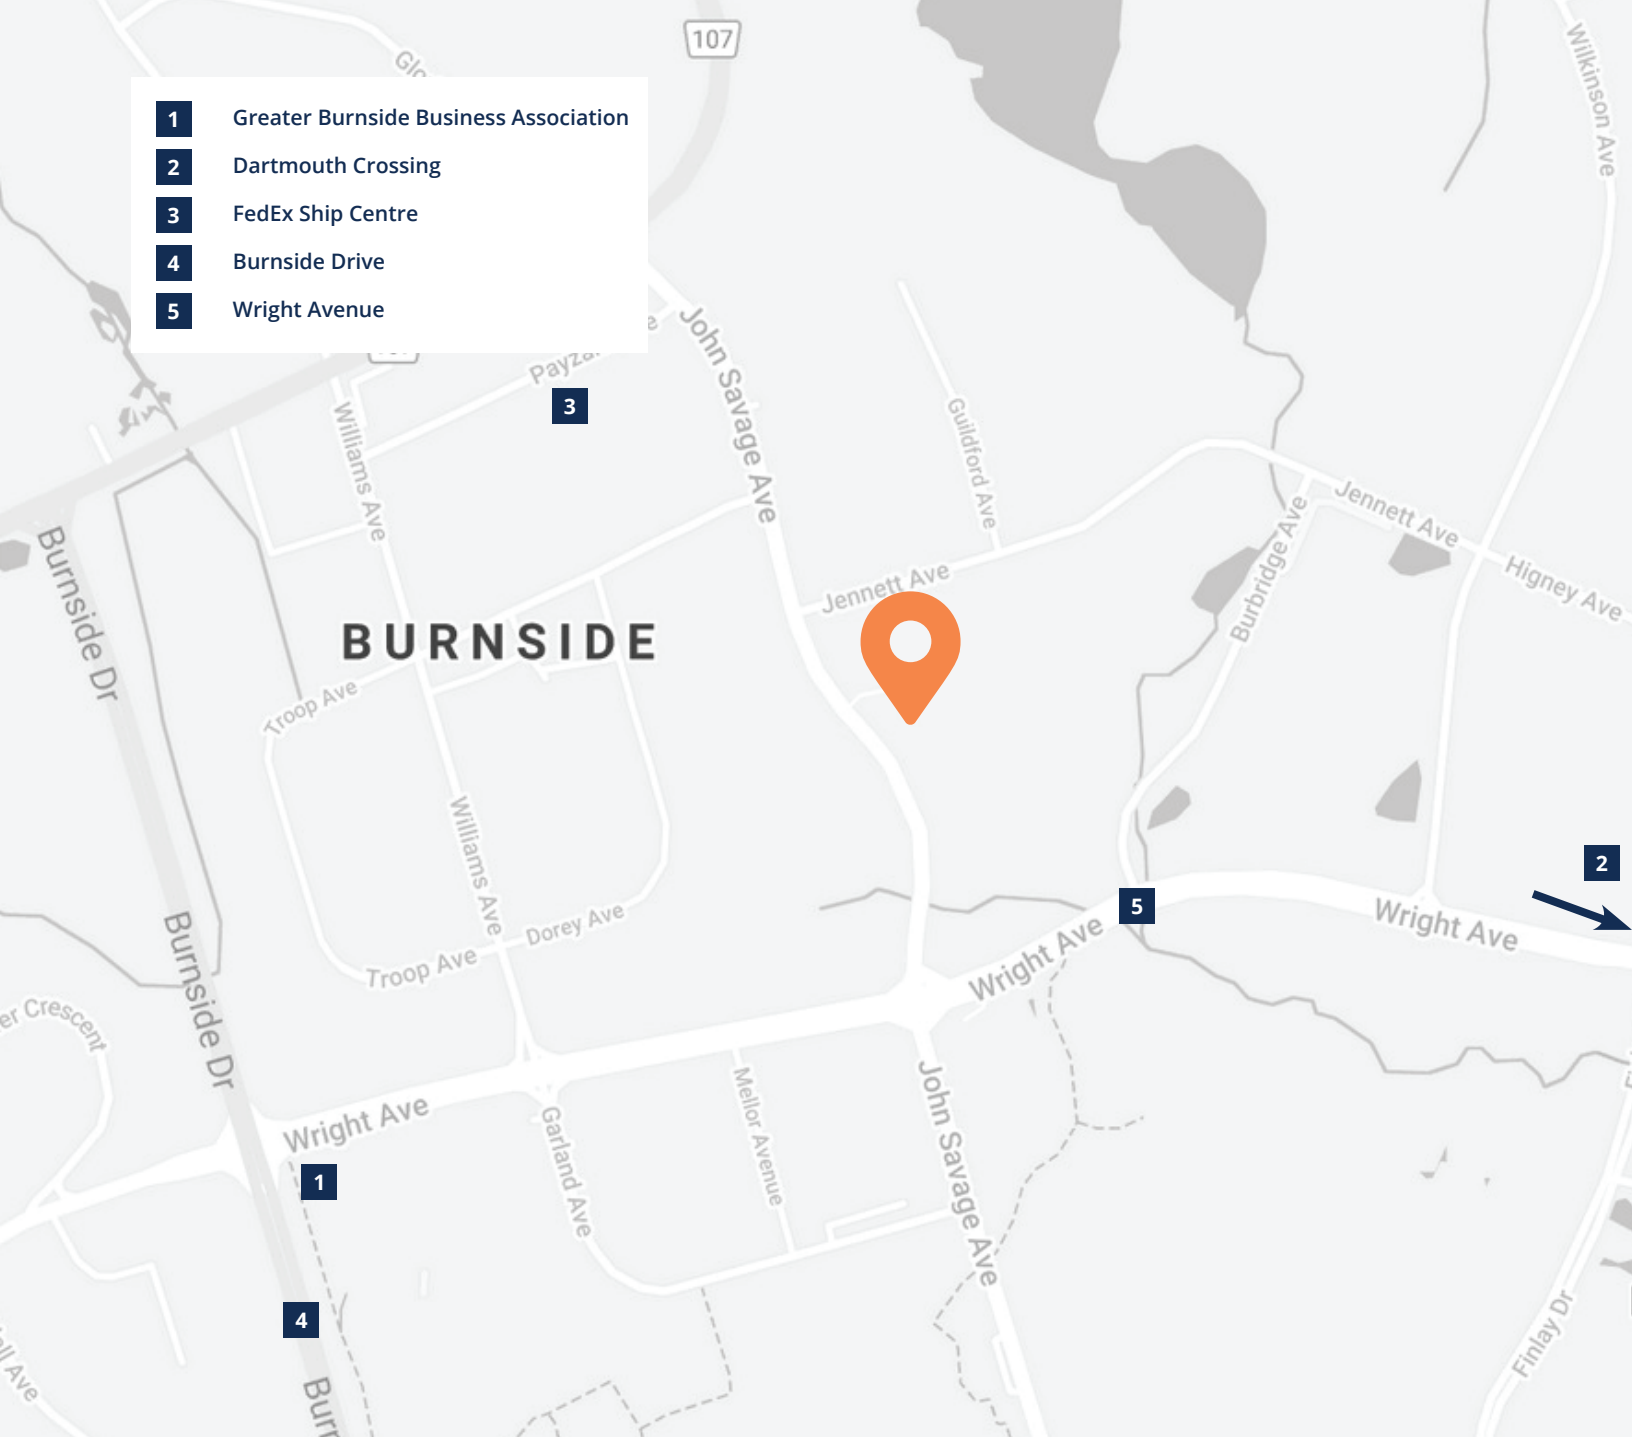 107
Wilkinson Ave
1 Greater Burnside Business Association
2 Dartmouth Crossing
3 FedEx Ship Centre
4 Burnside Drive
5 Wright Avenue
John Savage Ave
3
Williams Ave
Guildford Ave
Jennett Ave
Burbridge Ave
Higney Ave
Burnside Dr
Jennett Ave
BURNSIDE
Troop Ave
Williams Ave
2
5
Wright Ave
Dorey Ave
Wright Ave
Troop Ave
Burnside Dr
Crescent
Wright Ave
Mellor Avenue
John Savage Ave
Garland Ave
1
4
Finlay Dr
Ave